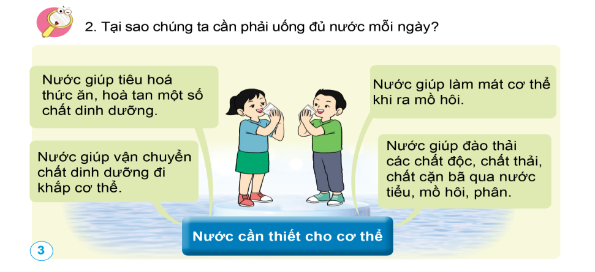 2. Tại sao chúng ta cần phải uống đủ nước mỗi ngày?
Nước giúp tiêu hoá
thức ăn, hoà tan một số
chất dinh dưỡng.
Nước giúp làm mát cơ thể
khi ra mồ hôi.
Nước giúp vận chuyển
chất dinh dưỡng đi
khắp cơ thể.
Nước giúp đào thải
các chất độc, chất thải,
chất cặn bã qua nước
tiểu, mồ hôi, phân.
Nước cần thiết cho cơ thể
3